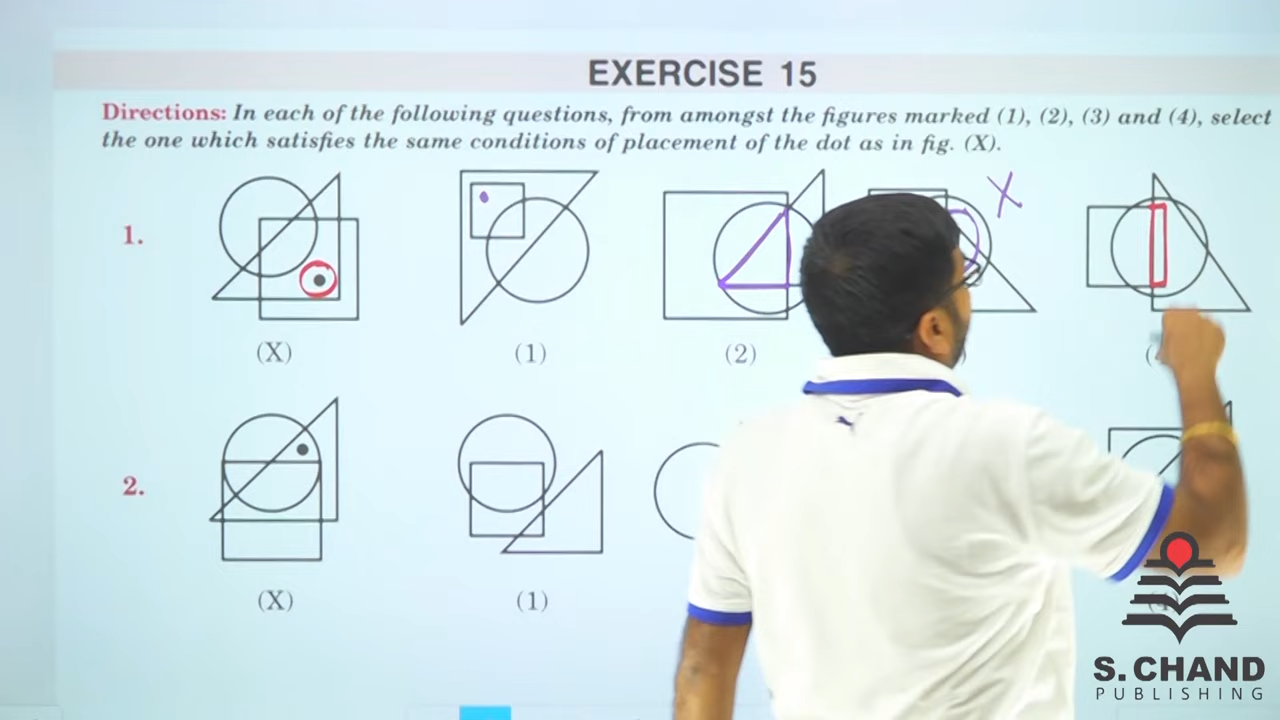 EXERCISE 15
Directions: In each of the following questions, from amongst the figures marked (1), (2), (3) and (4), select
the one which satisfies the same conditions of placement of the dot as in fig. (X).
1.
X
(X)
(1)
(2)
2.
(X)
(1)
S. CHAND
PUBLISHING